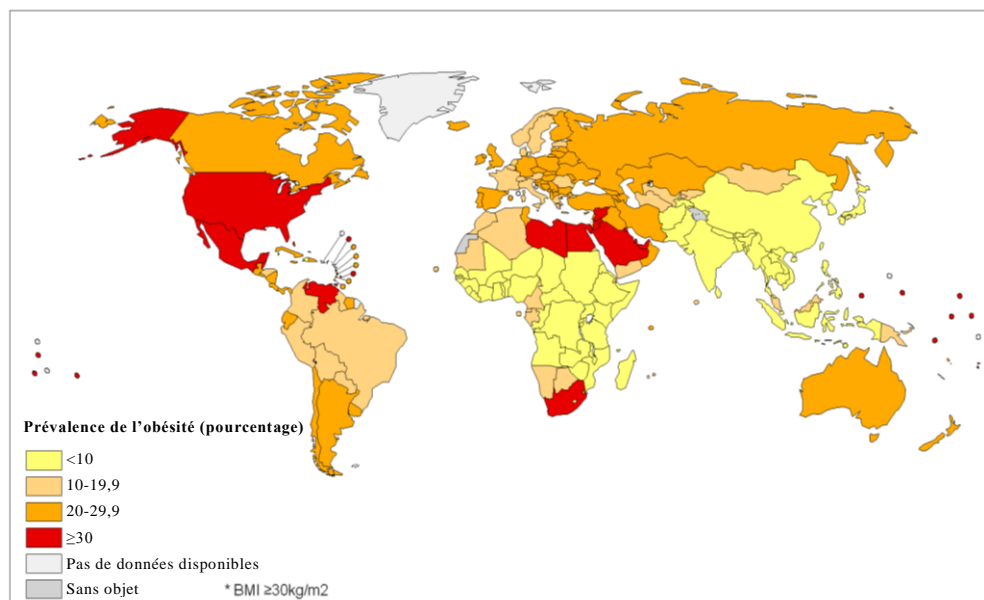 Prévalence de l’obésité (pourcentage)
<10
10-19,9
20-29,9
≥30
Pas de données disponibles
Sans objet
* BMI ≥30kg/m2